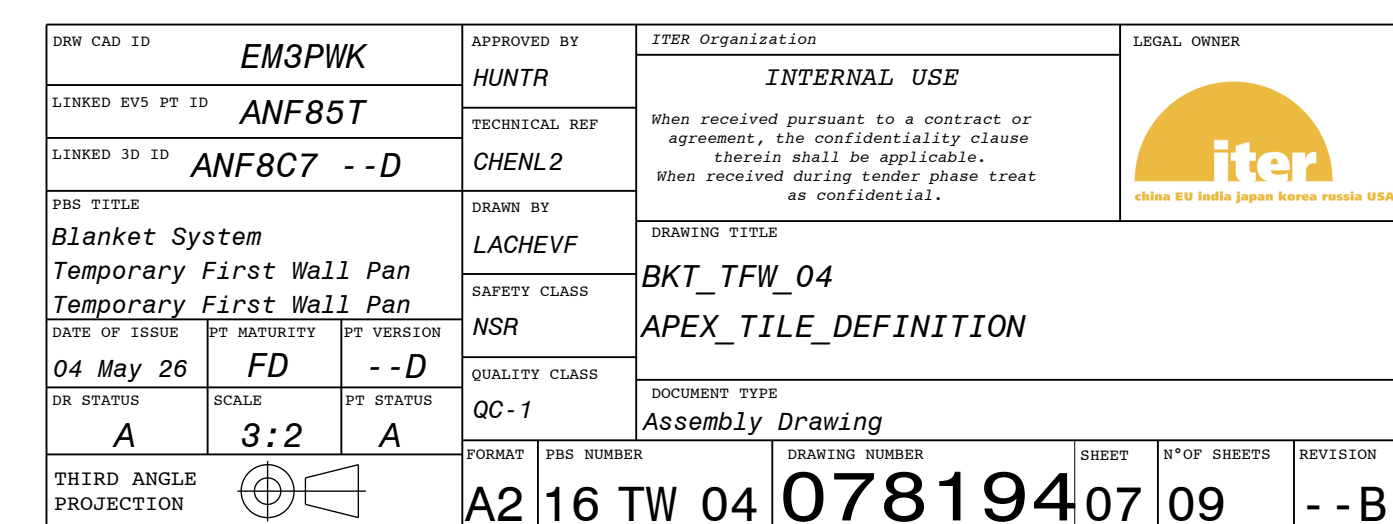 DRW CAD ID
EM3PWK
LINKED EV5 PT ID
ANF85T
LINKED 3D ID
ANF8C7 --D
PBS TITLE
Blanket System
Temporary First Wall Pan
Temporary First Wall Pan
DATE OF ISSUE
04 May 26
PT MATURITY
FD
PT VERSION
--D
DR STATUS
A
SCALE
3:2
PT STATUS
A
THIRD ANGLE
PROJECTION
APPROVED BY
HUNTR
TECHNICAL REF
CHENL2
DRAWN BY
LACHEVF
SAFETY CLASS
NSR
QUALITY CLASS
QC-1
ITER Organization
INTERNAL USE
When received pursuant to a contract or
agreement, the confidentiality clause
therein shall be applicable.
When received during tender phase treat
as confidential.
LEGAL OWNER
iter
china EU india japan korea russia USA
DRAWING TITLE
BKT_TFW_04
APEX_TILE_DEFINITION
DOCUMENT TYPE
Assembly Drawing
FORMAT
A2
PBS NUMBER
16 TW 04
DRAWING NUMBER
078194
SHEET
07
N°OF SHEETS
09
REVISION
--B